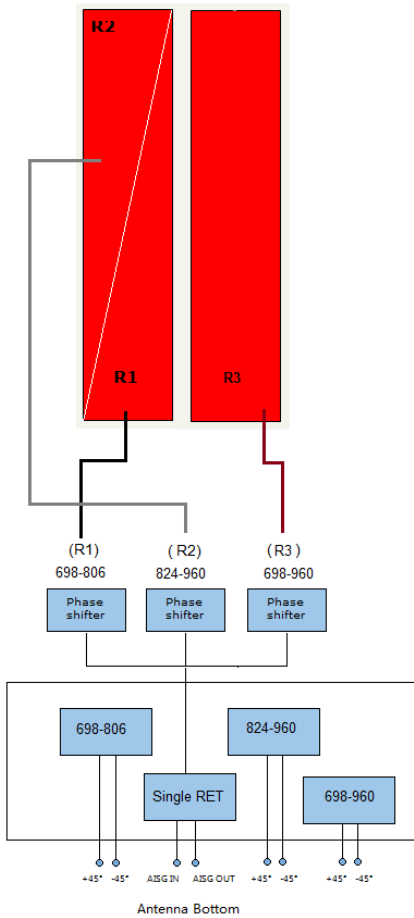 R2
R1
R3
(R1) ( R2) ( R3 )
698-806 824-960 698-960
Phase shifter
Phase shifter
Phase shifter
698-806
824-960
Single RET
698-960
+45° -45° AISG IN AISG OUT +45° -45° +45° -45°
Antenna Bottom